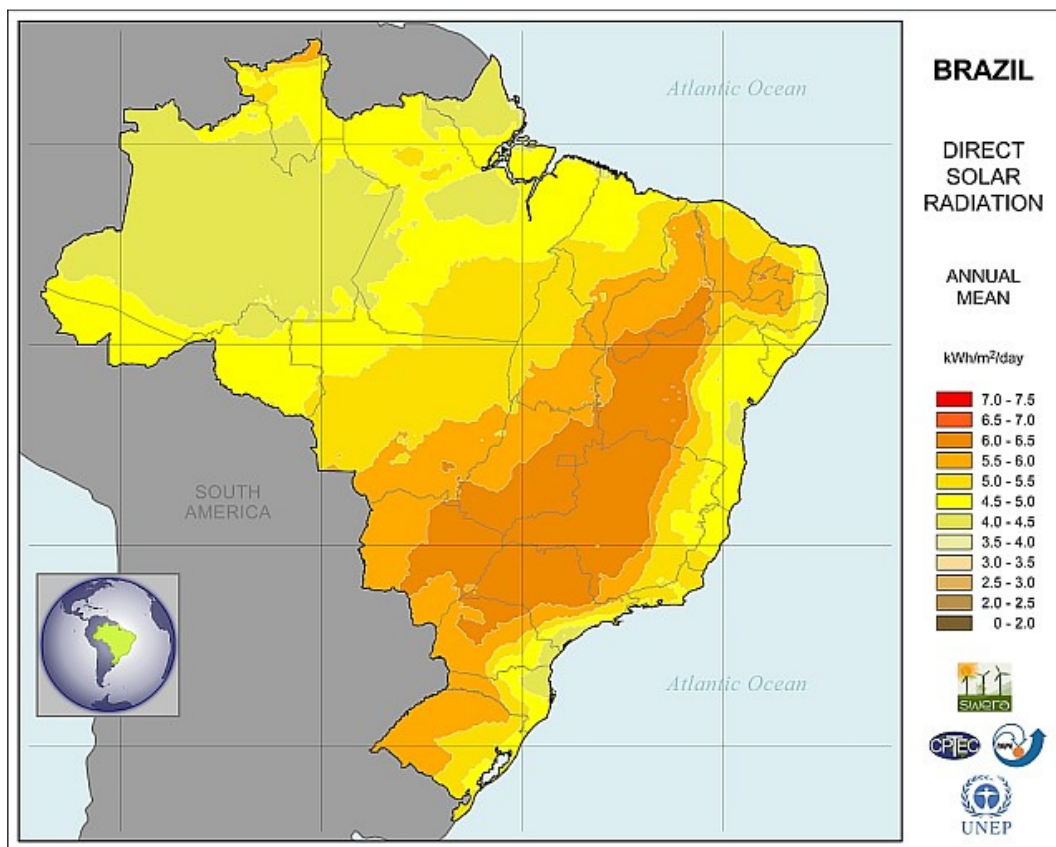 BRAZIL
DIRECT
SOLAR
RADIATION
ANNUAL
MEAN
kWh/m²/day
7.0 - 7.5
6.5 - 7.0
6.0 - 6.5
5.5 - 6.0
5.0 - 5.5
4.5 - 5.0
4.0 - 4.5
3.5 - 4.0
3.0 - 3.5
2.5 - 3.0
2.0 - 2.5
0 - 2.0
Atlantic Ocean
SOUTH
AMERICA
Atlantic Ocean
swera
CPTEC
UNEP